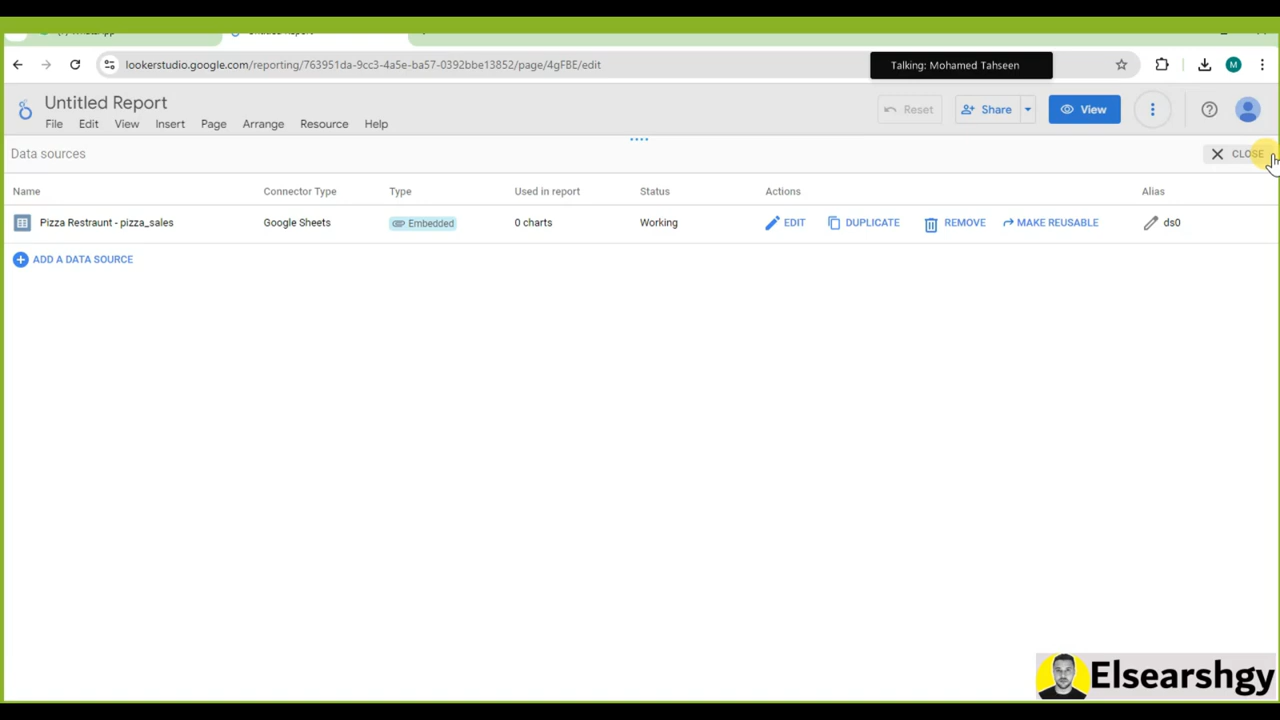 lookerstudio.google.com/reporting/763951da-9cc3-4a5e-ba57-0392bbe13852/page/4gFBE/edit
Talking: Mohamed Tahseen
M
Untitled Report
Reset
Share
View
File Edit View Insert Page Arrange Resource Help
Data sources
CLOSE
Name Connector Type Type Used in report Status Actions Alias
Pizza Restraunt - pizza_sales Google Sheets Embedded 0 charts Working EDIT DUPLICATE REMOVE MAKE REUSABLE ds0
ADD A DATA SOURCE
Elsearshgy